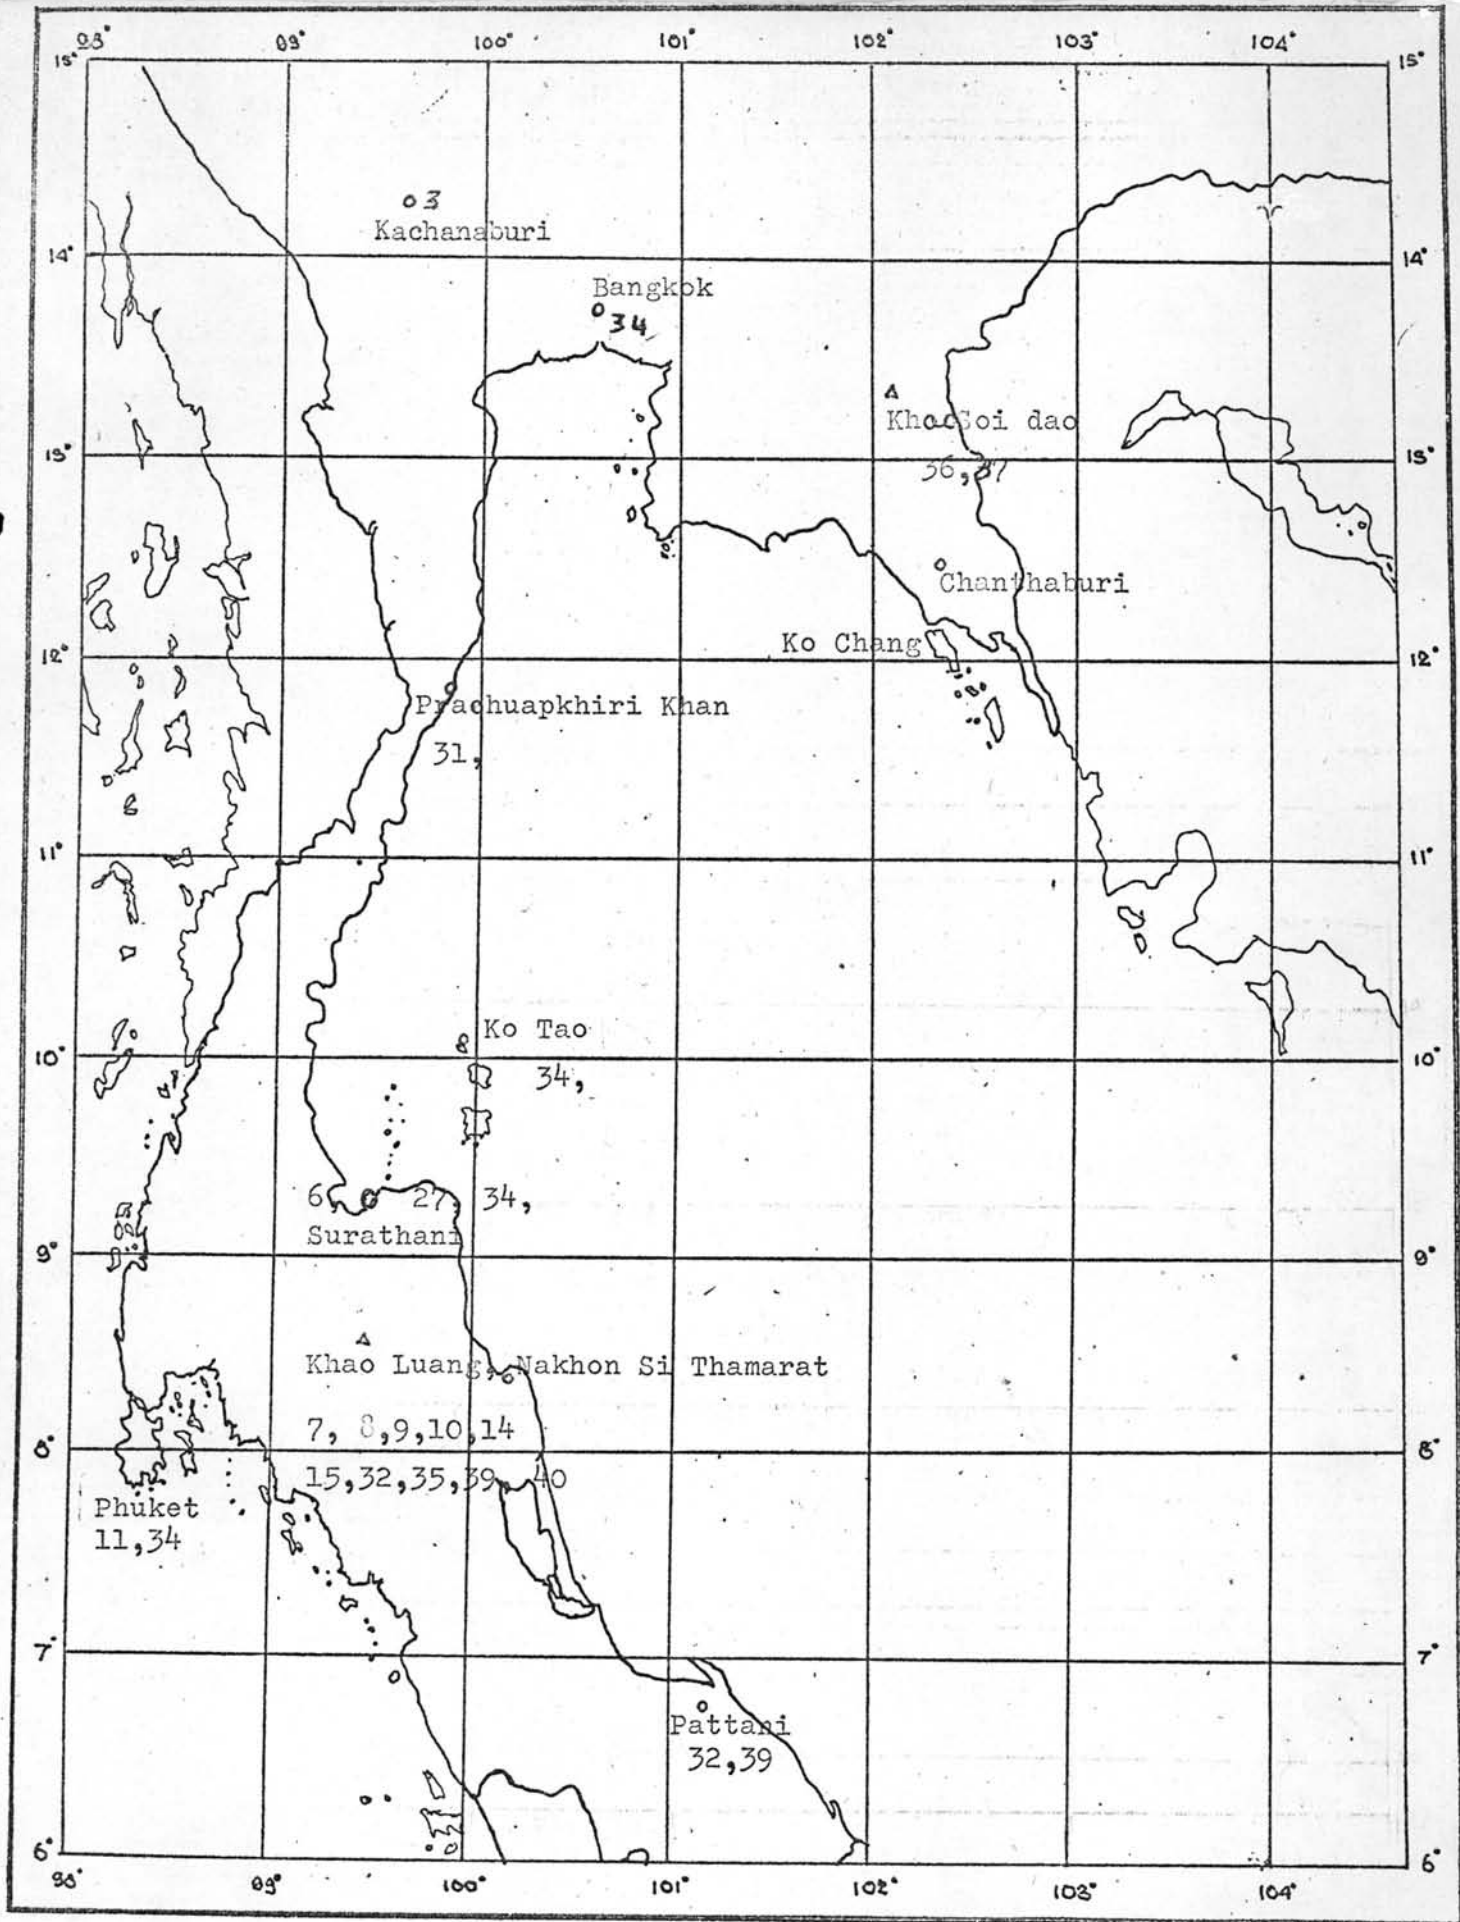 98° 99° 100° 101° 102° 103° 104°
15° 15°
o3
Kachanaburi
14° 14°
Bangkok
34
Khao Soi dao
13° 13°
36,37
Chanthaburi
Ko Chang
12° 12°
Prachuapkhiri Khan
31,
11° 11°
Ko Tao
10° 10°
34,
6, 27, 34,
Surathani
9° 9°
Khao Luang, Nakhon Si Thamarat
7, 8,9,10,14
8° 8°
15,32,35,39, 40
Phuket
11,34
7° 7°
Pattani
32,39
6° 6°
98° 99° 100° 101° 102° 103° 104°